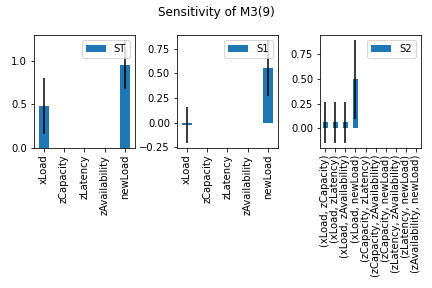 Sensitivity of M3(9)
ST
1.0
0.5
0.0
xLoad
zCapacity
zLatency
zAvailability
newLoad
S1
0.75
0.50
0.25
0.00
−0.25
xLoad
zCapacity
zLatency
zAvailability
newLoad
S2
0.75
0.50
0.25
0.00
(xLoad, zCapacity)
(xLoad, zLatency)
(xLoad, zAvailability)
(xLoad, newLoad)
(zCapacity, zLatency)
(zCapacity, zAvailability)
(zCapacity, newLoad)
(zLatency, zAvailability)
(zLatency, newLoad)
(zAvailability, newLoad)